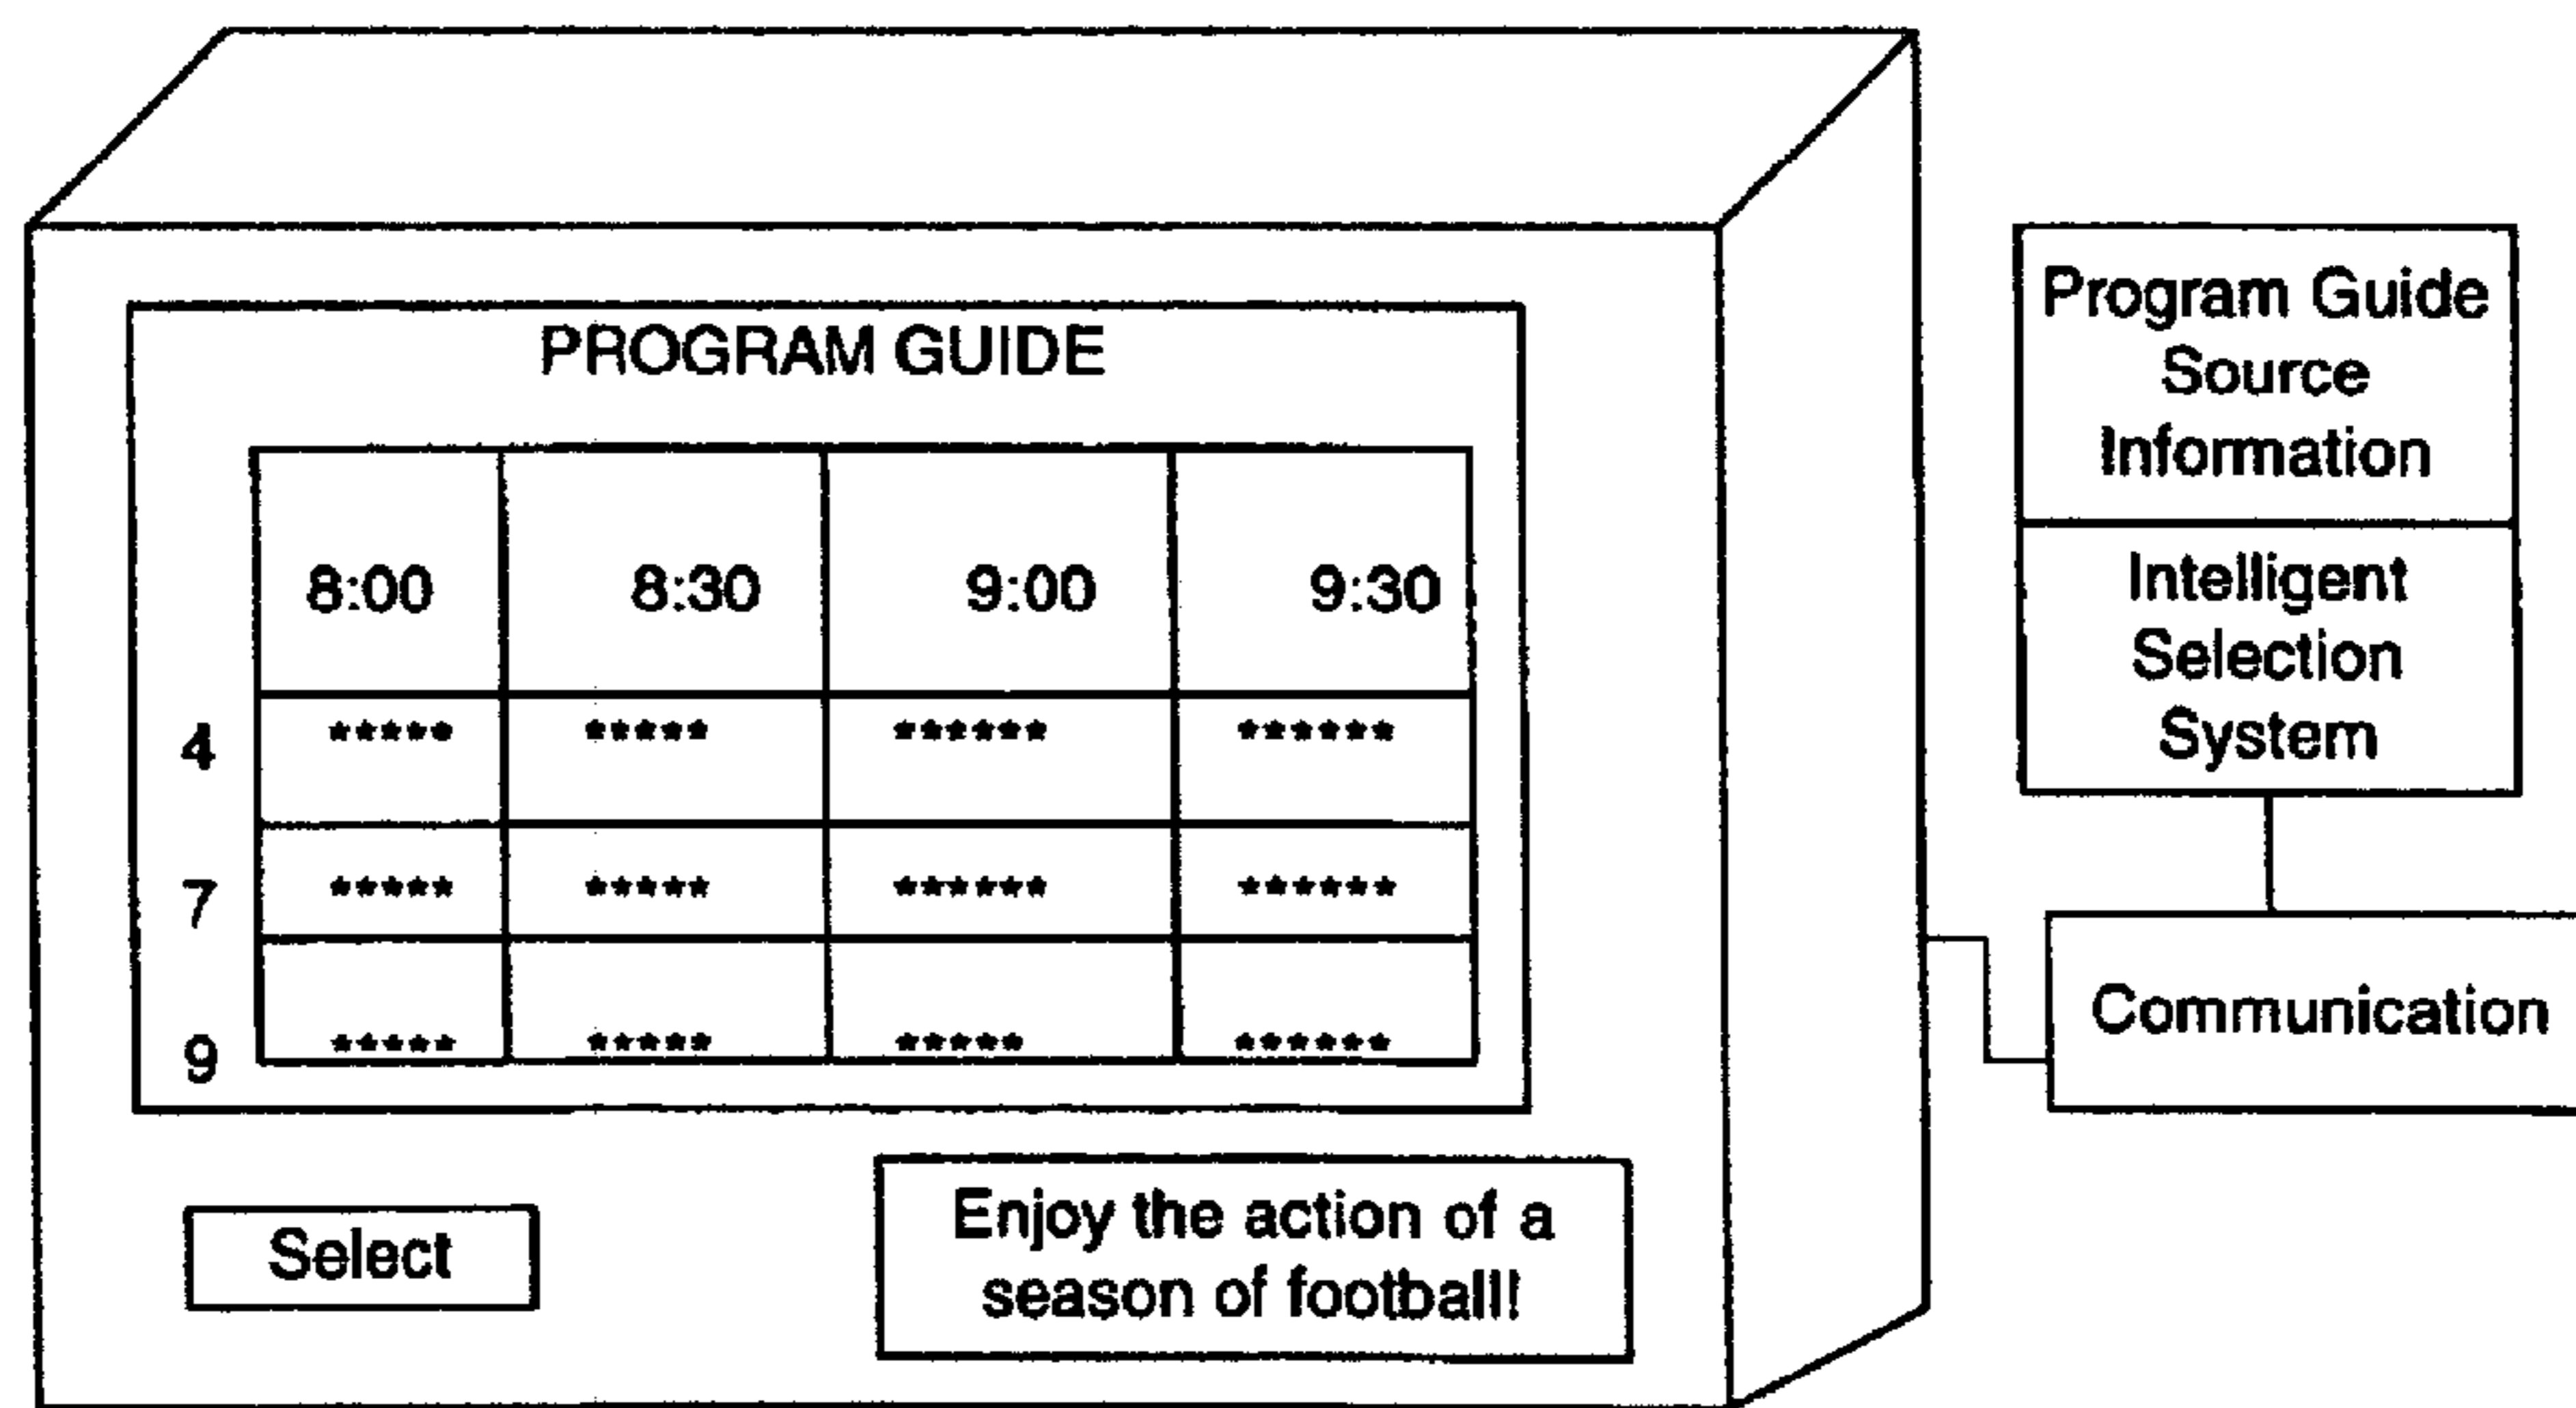 PROGRAM GUIDE
8:00 8:30 9:00 9:30
4 ***** ***** ****** ******
7 ***** ***** ****** ******
9 ***** ***** ***** ******
Select
Enjoy the action of a
season of football!
Program Guide
Source
Information
Intelligent
Selection
System
Communication